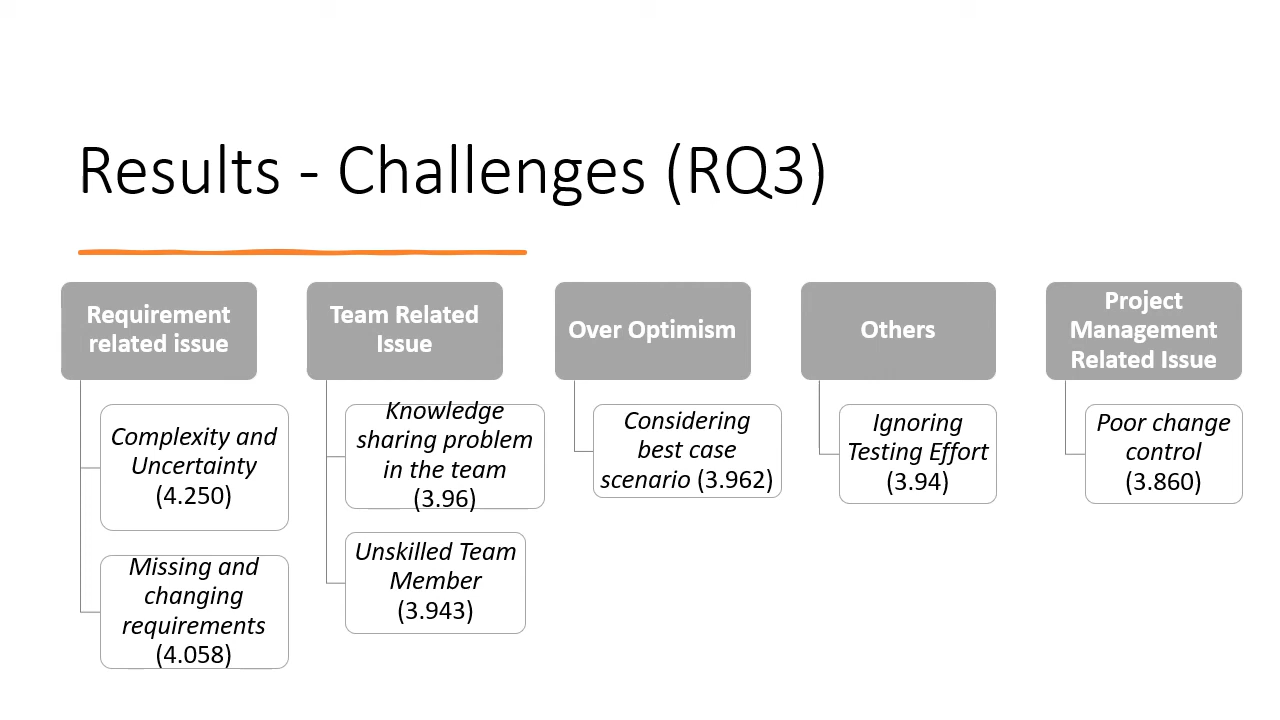 Results - Challenges (RQ3)
Requirement
related issue
Complexity and
Uncertainty
(4.250)
Missing and
changing
requirements
(4.058)
Team Related
Issue
Knowledge
sharing problem
in the team
(3.96)
Unskilled Team
Member
(3.943)
Over Optimism
Considering
best case
scenario (3.962)
Others
Ignoring
Testing Effort
(3.94)
Project
Management
Related Issue
Poor change
control
(3.860)